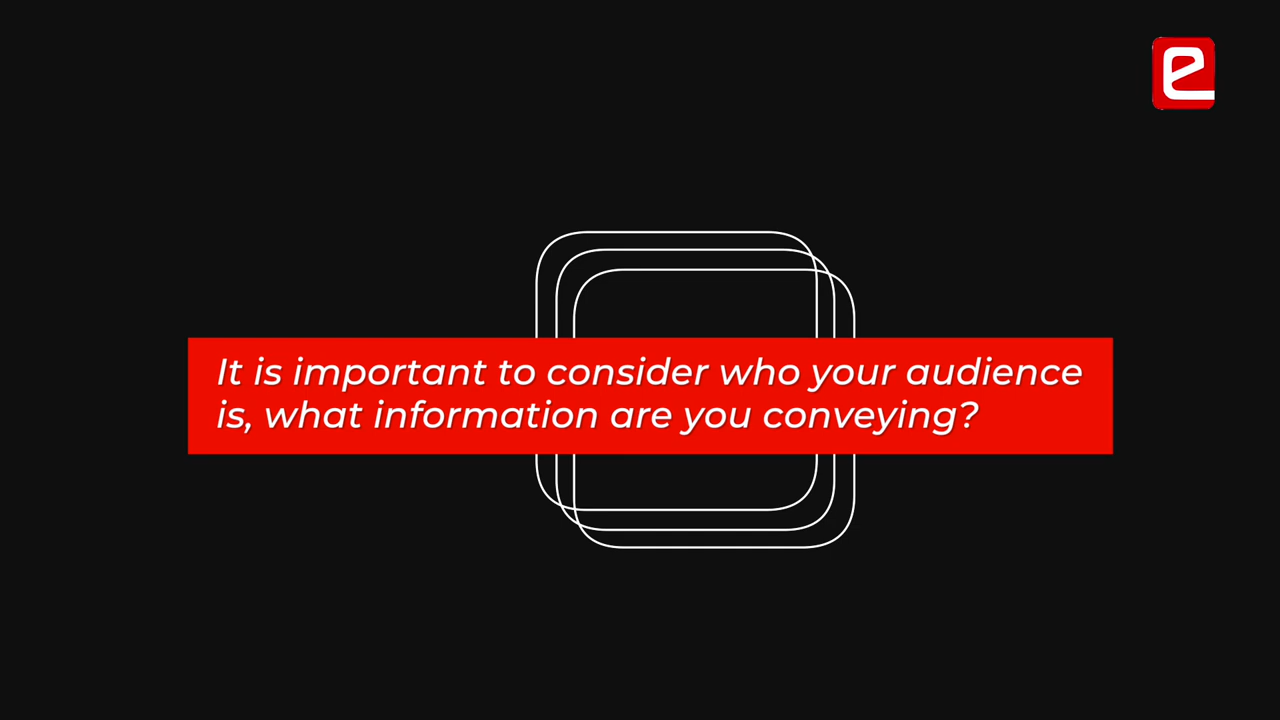 e
It is important to consider who your audience
is, what information are you conveying?